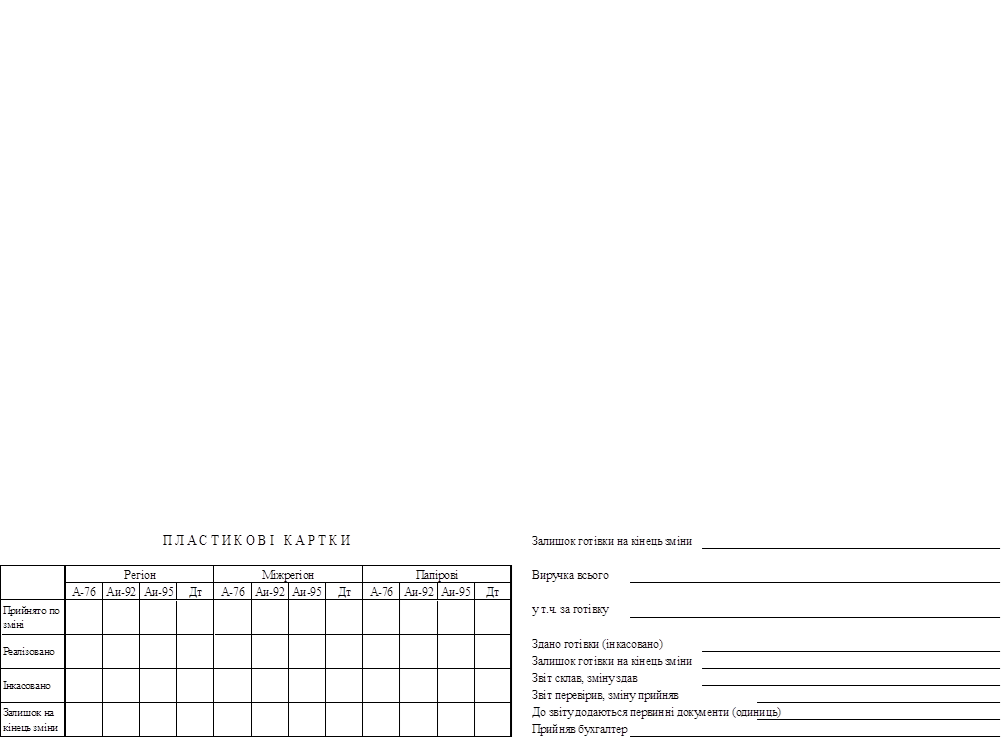 ПЛАСТИКОВІ КАРТКИ
Регіон Міжрегіон Папірові
А-76 Аи-92 Аи-95 Дт А-76 Аи-92 Аи-95 Дт А-76 Аи-92 Аи-95 Дт
Прийнято по
зміні
Реалізовано
Інкасовано
Залишок на
кінець зміни
Залишок готівки на кінець зміни
Виручка всього
у т.ч. за готівку
Здано готівки (інкасовано)
Залишок готівки на кінець зміни
Звіт склав, зміну здав
Звіт перевірив, зміну прийняв
До звіту додаються первинні документи (одиниць)
Прийняв бухгалтер